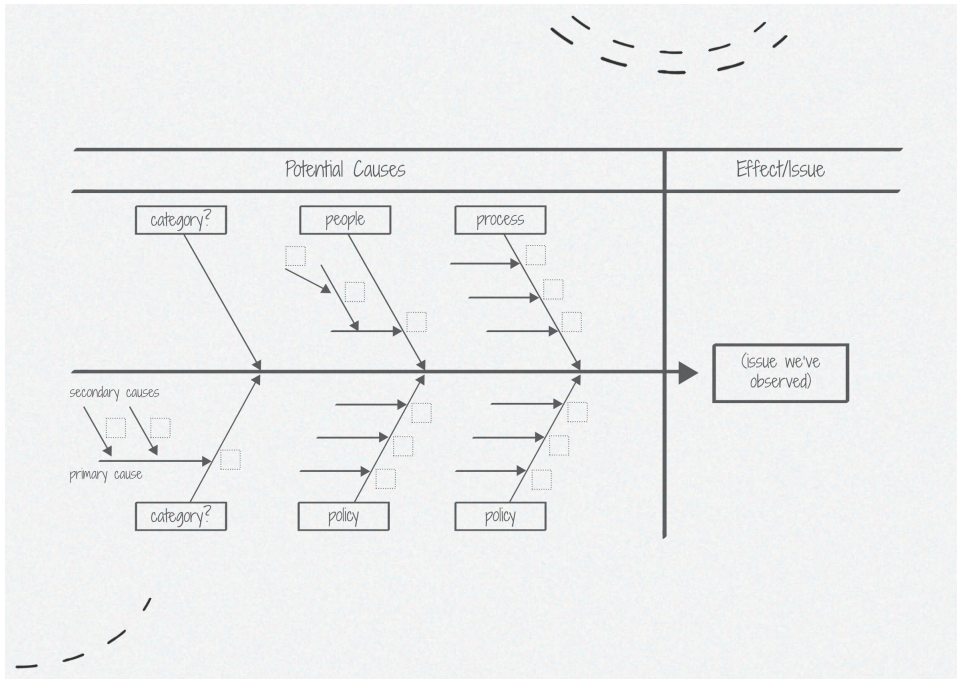 Potential Causes
Effect/Issue
category?
people
process
(issue we've
observed)
secondary causes
primary cause
category?
policy
policy